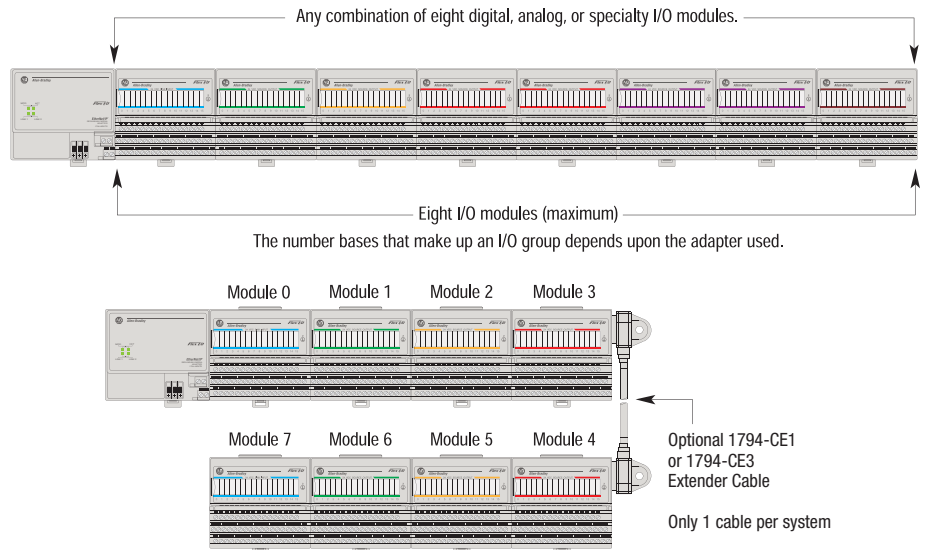 Any combination of eight digital, analog, or specialty I/O modules.
Eight I/O modules (maximum)
The number bases that make up an I/O group depends upon the adapter used.
Module 0 Module 1 Module 2 Module 3
Module 7 Module 6 Module 5 Module 4
Optional 1794-CE1
or 1794-CE3
Extender Cable
Only 1 cable per system